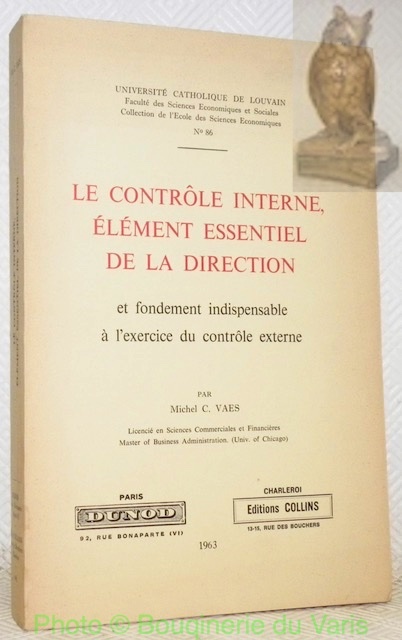 UNIVERSITÉ CATHOLIQUE DE LOUVAIN
Faculté des Sciences Economiques et Sociales
Collection de l'Ecole des Sciences Economiques
Nº 86
LE CONTRÔLE INTERNE,
ÉLÉMENT ESSENTIEL
DE LA DIRECTION
et fondement indispensable
à l'exercice du contrôle externe
PAR
Michel C. VAES
Licencié en Sciences Commerciales et Financières
Master of Business Administration. (Univ. of Chicago)
PARIS
DUNOD
92, RUE BONAPARTE (VI)
CHARLEROI
Editions COLLINS
13-15, RUE DES BOUCHERS
1963
Photo © Bouqinerie du Varis